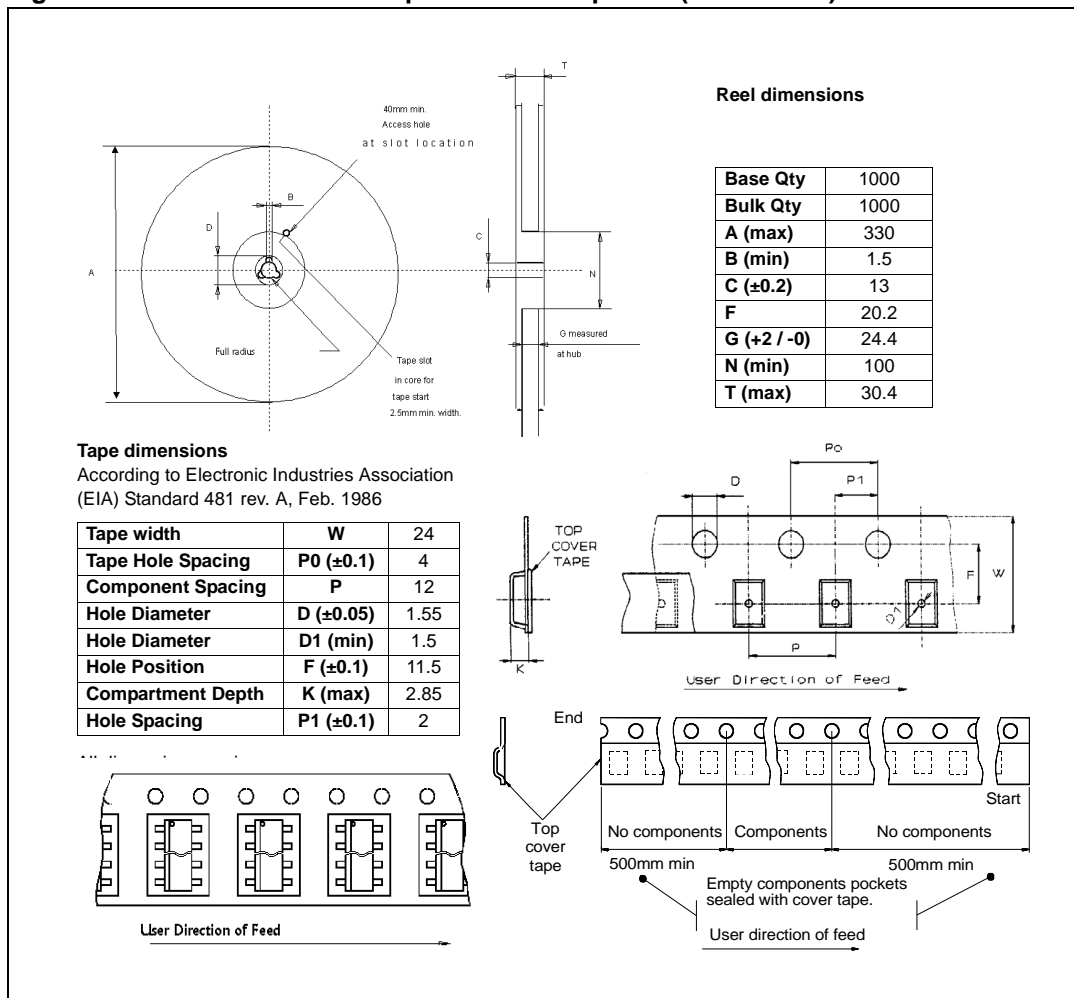 T
40mm min.
Access hole
at slot location
B
D
A
C
N
G measured
at hub
Full radius
Tape slot
in core for
tape start
2.5mm min. width.
Reel dimensions
Base Qty 1000
Bulk Qty 1000
A (max) 330
B (min) 1.5
C (±0.2) 13
F 20.2
G (+2 / -0) 24.4
N (min) 100
T (max) 30.4
Tape dimensions
According to Electronic Industries Association
(EIA) Standard 481 rev. A, Feb. 1986
Tape width W 24
Tape Hole Spacing P0 (±0.1) 4
Component Spacing P 12
Hole Diameter D (±0.05) 1.55
Hole Diameter D1 (min) 1.5
Hole Position F (±0.1) 11.5
Compartment Depth K (max) 2.85
Hole Spacing P1 (±0.1) 2
Po
D
P1
TOP
COVER
TAPE
F
W
D1
K
P
User Direction of Feed
End
Start
Top
cover
tape
No components Components No components
500mm min 500mm min
Empty components pockets
sealed with cover tape.
User direction of feed
User Direction of Feed